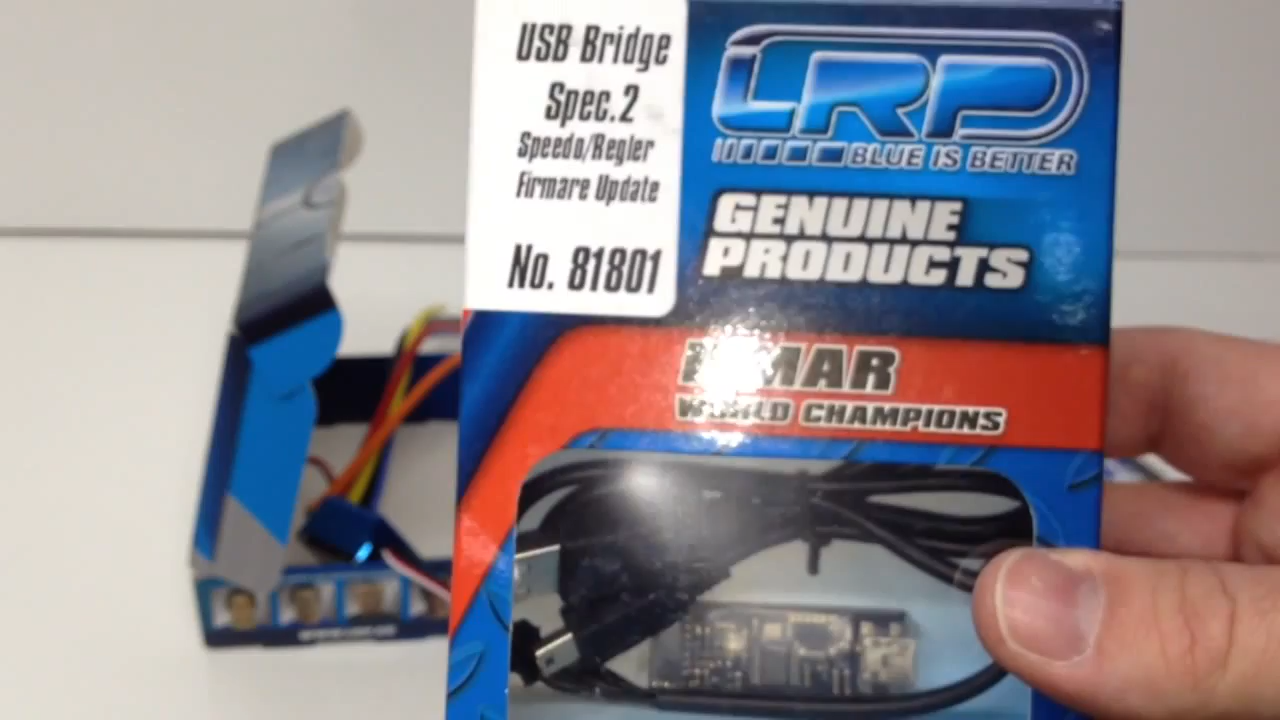 USB Bridge
Spec.2
Speedo/Regler
Firmare Update
No. 81801
LRP
BLUE IS BETTER
GENUINE
PRODUCTS
WORLD CHAMPIONS